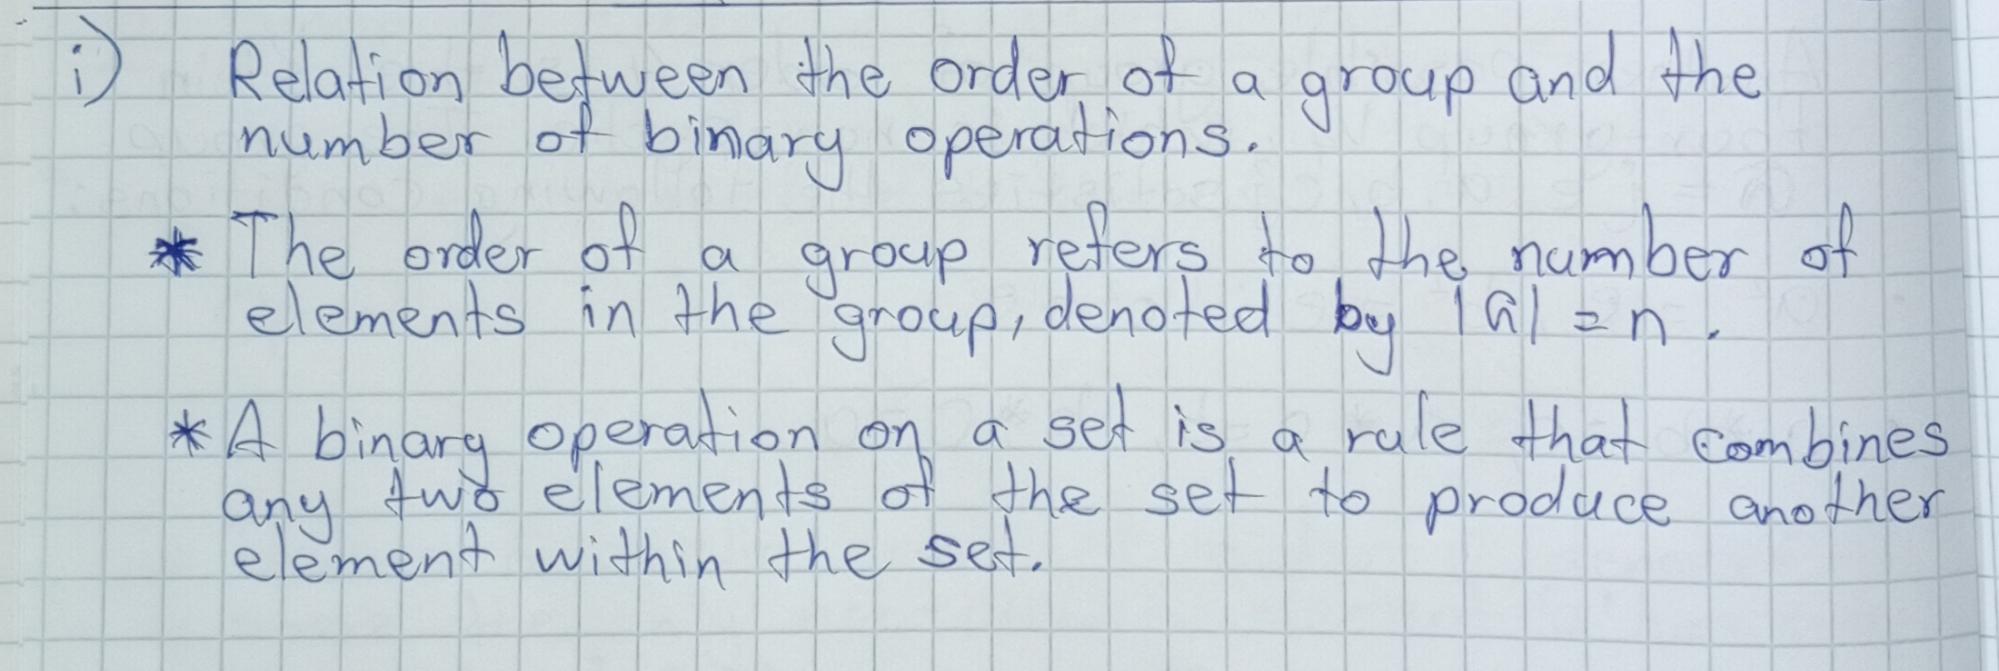 i) Relation between the order of a group and the
number of binary operations.
* The order of a group refers to the number of
elements in the group, denoted by |G| = n.
* A binary operation on a set is a rule that combines
any two elements of the set to produce another
element within the set.